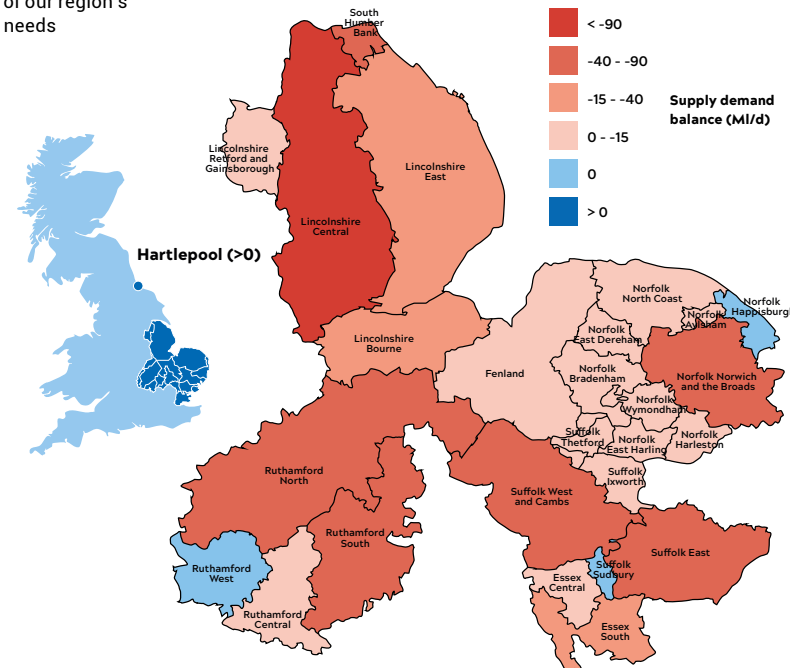 of our region's
needs
< -90
-40 - -90
-15 - -40
0 - -15
0
> 0
Supply demand
balance (Ml/d)
Hartlepool (>0)
South
Humber
Bank
Lincolnshire
Retford and
Gainsborough
Lincolnshire
East
Lincolnshire
Central
Lincolnshire
Bourne
Fenland
Norfolk
North Coast
Norfolk
Aylsham
Norfolk
Happisburgh
Norfolk
East Dereham
Norfolk
Bradenham
Norfolk Norwich
and the Broads
Norfolk
Wymondham
Suffolk
Thetford
Norfolk
East Harling
Norfolk
Harleston
Suffolk
Ixworth
Ruthamford
North
Suffolk West
and Cambs
Ruthamford
South
Suffolk East
Ruthamford
West
Suffolk
Sudbury
Essex
Central
Ruthamford
Central
Essex
South